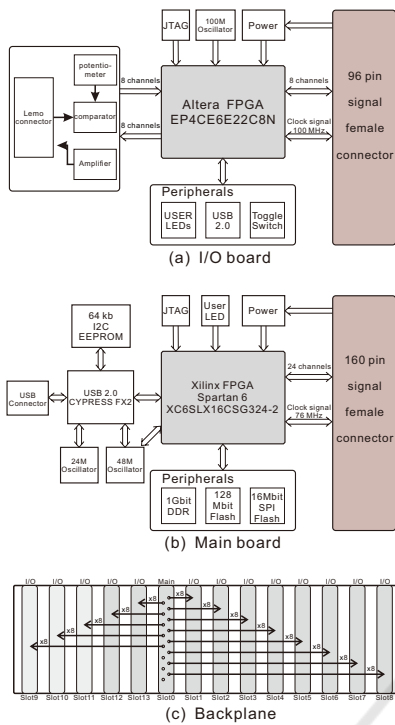 JTAG
100M
Oscillator
Power
potentio-
meter
Lemo
connector
comparator
Amplifier
8 channels
8 channels
Altera FPGA
EP4CE6E22C8N
8 channels
Clock signal
100 MHz
96 pin
signal
female
connector
Peripherals
USER
LEDs
USB
2.0
Toggle
Switch
(a) I/O board
64 kb
I2C
EEPROM
JTAG
User
LED
Power
USB
Connector
USB 2.0
CYPRESS FX2
Xilinx FPGA
Spartan 6
XC6SLX16CSG324-2
24 channels
Clock signal
76 MHz
160 pin
signal
female
connector
24M
Oscillator
48M
Oscillator
Peripherals
1Gbit
DDR
128
Mbit
Flash
16Mbit
SPI
Flash
(b) Main board
I/O I/O I/O I/O I/O Main I/O I/O I/O I/O I/O I/O I/O I/O
x8 x8
x8 x8
x8 x8
x8 x8
x8 x8
x8
x8
x8
Slot9 Slot10 Slot11 Slot12 Slot13 Slot0 Slot1 Slot2 Slot3 Slot4 Slot5 Slot6 Slot7 Slot8
(c) Backplane